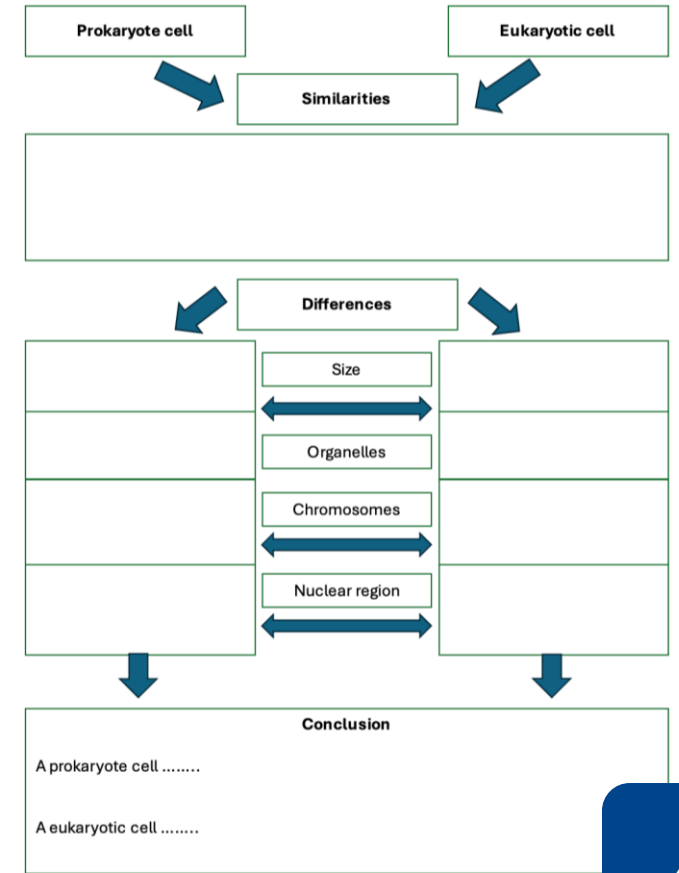 Prokaryote cell
Eukaryotic cell
Similarities
Differences
Size
Organelles
Chromosomes
Nuclear region
Conclusion
A prokaryote cell ........
A eukaryotic cell ........